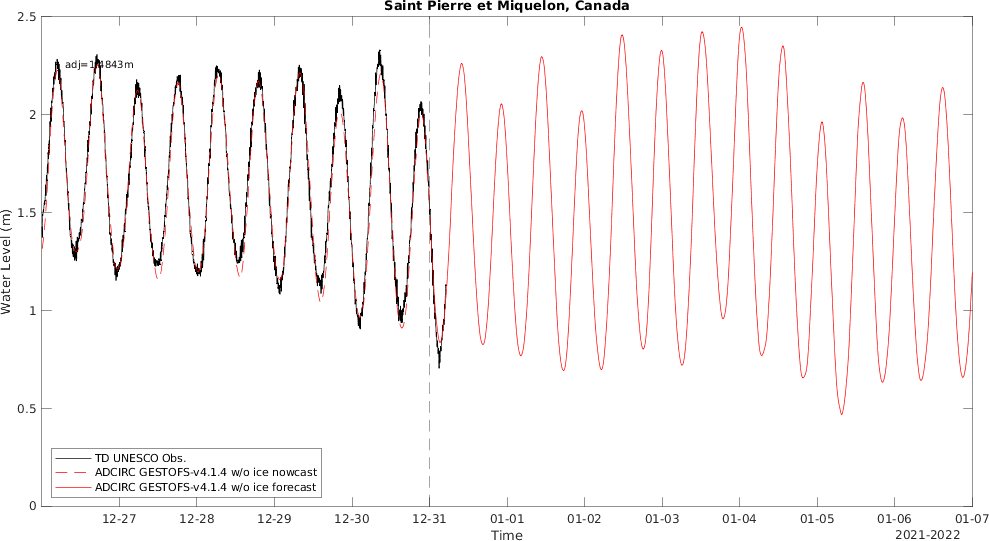 Saint Pierre et Miquelon, Canada
2.5
2
1.5
1
0.5
0
Water Level (m)
adj=1.4843m
TD UNESCO Obs.
ADCIRC GESTOFS-v4.1.4 w/o ice nowcast
ADCIRC GESTOFS-v4.1.4 w/o ice forecast
12-27 12-28 12-29 12-30 12-31 01-01 01-02 01-03 01-04 01-05 01-06 01-07
Time
2021-2022